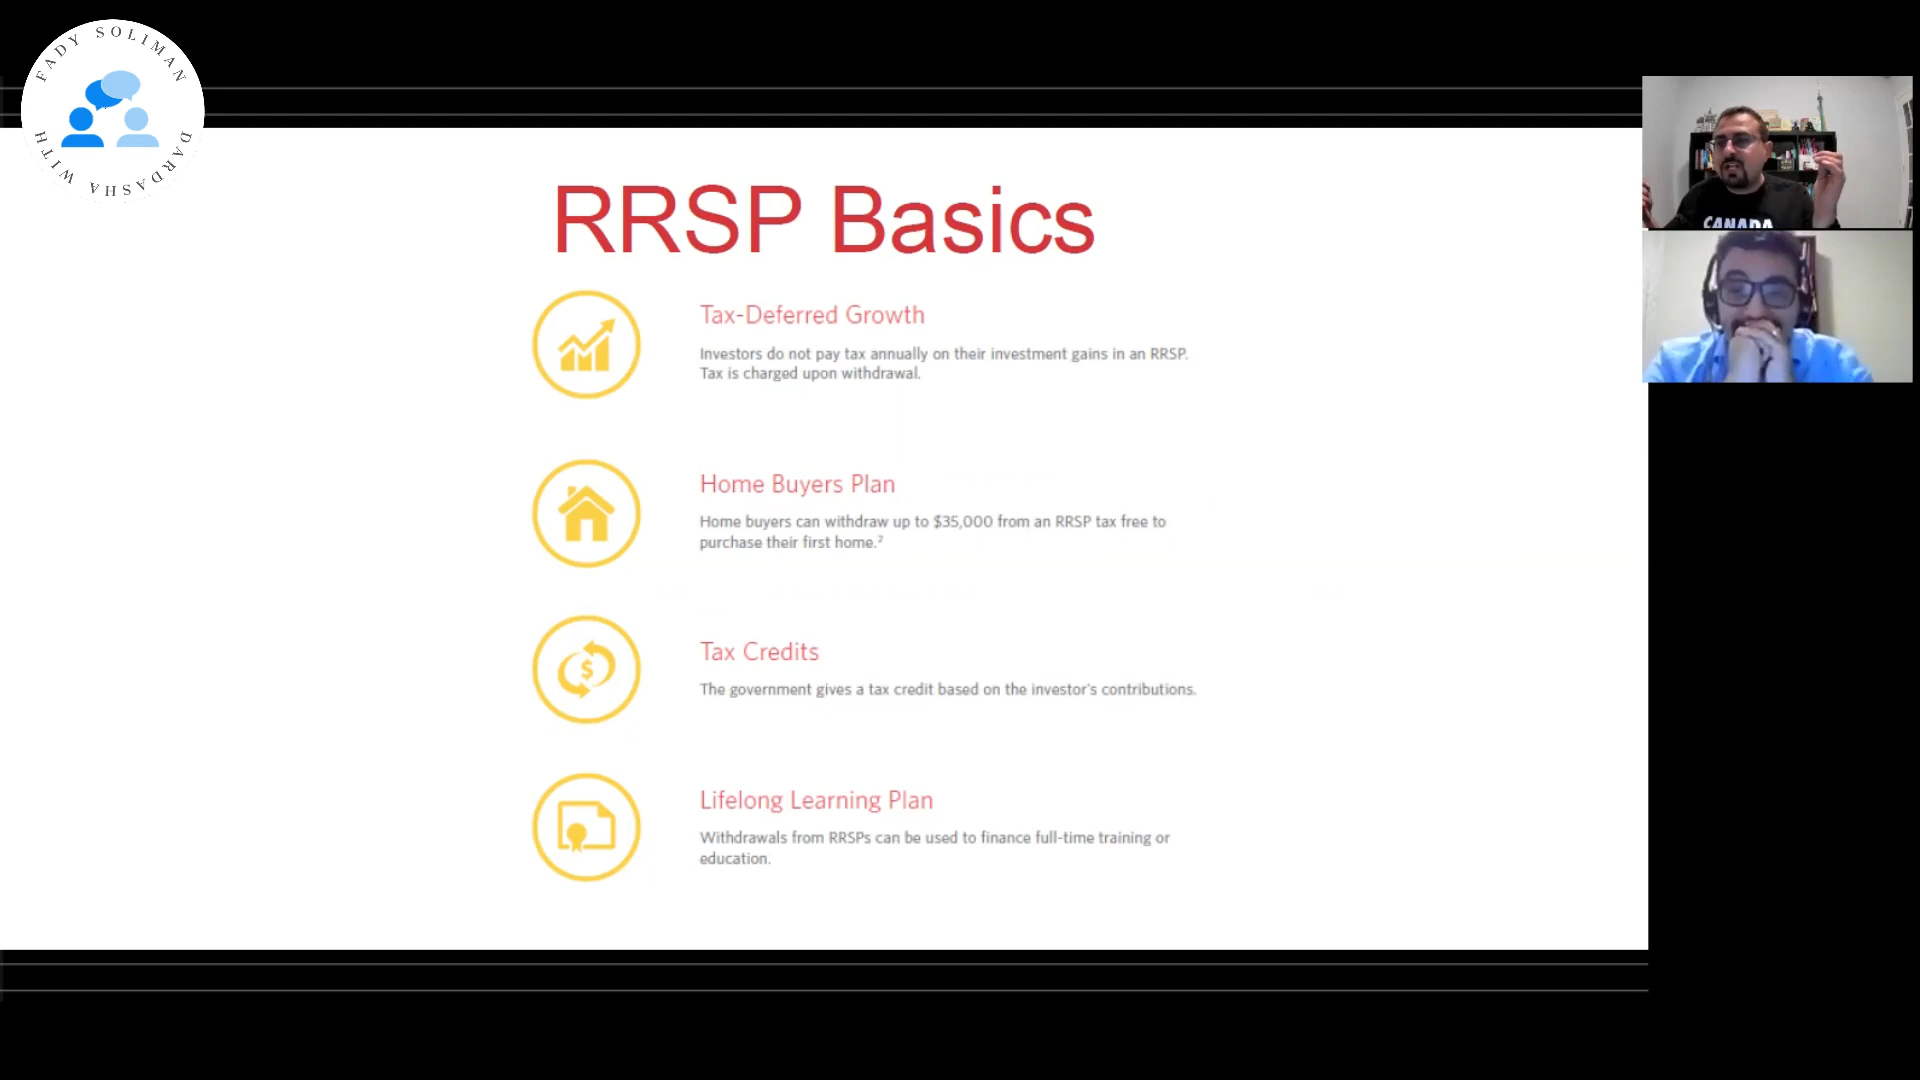 FADY SOLIMAN
DARDASHA WITH
CANADA
RRSP Basics
Tax-Deferred Growth
Investors do not pay tax annually on their investment gains in an RRSP.
Tax is charged upon withdrawal.
Home Buyers Plan
Home buyers can withdraw up to $35,000 from an RRSP tax free to
purchase their first home.²
Tax Credits
$
The government gives a tax credit based on the investor's contributions.
Lifelong Learning Plan
Withdrawals from RRSPs can be used to finance full-time training or
education.